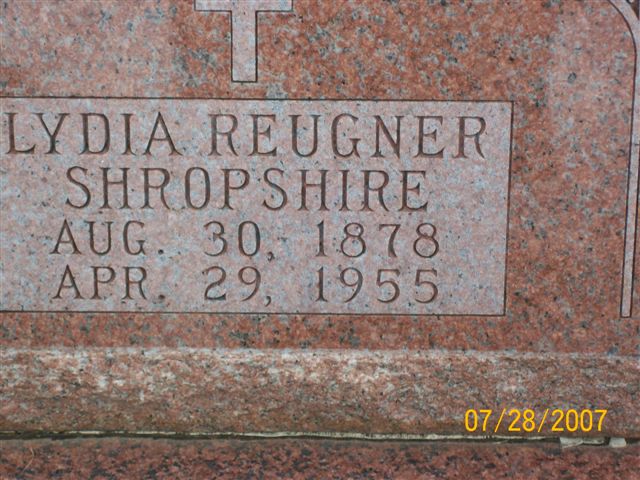 LYDIA REUGNER
SHROPSHIRE
AUG. 30, 1878
APR. 29, 1955
07/28/2007